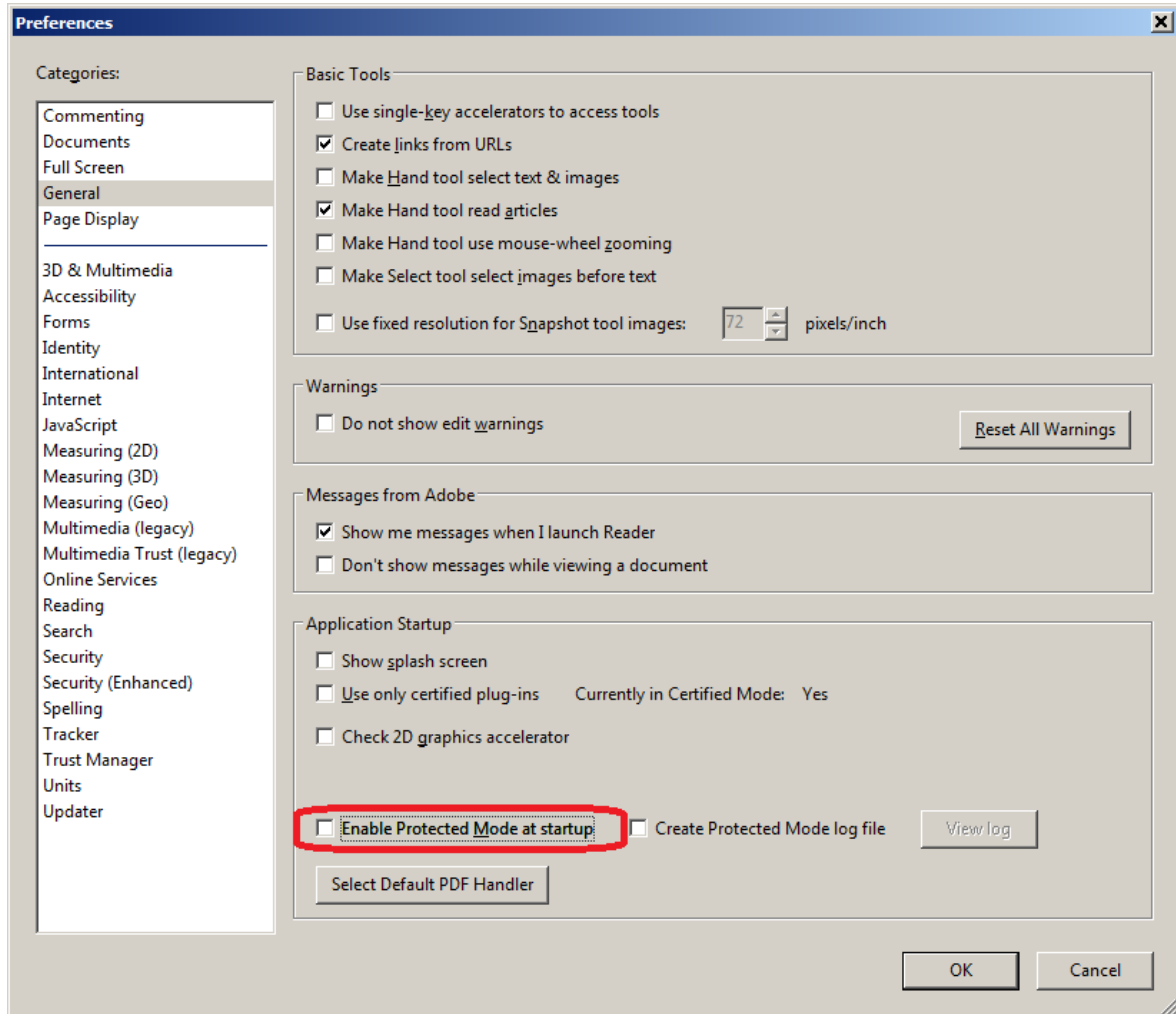 Preferences
Categories:
Commenting
Documents
Full Screen
General
Page Display
3D & Multimedia
Accessibility
Forms
Identity
International
Internet
JavaScript
Measuring (2D)
Measuring (3D)
Measuring (Geo)
Multimedia (legacy)
Multimedia Trust (legacy)
Online Services
Reading
Search
Security
Security (Enhanced)
Spelling
Tracker
Trust Manager
Units
Updater
Basic Tools
Use single-key accelerators to access tools
Create links from URLs
Make Hand tool select text & images
Make Hand tool read articles
Make Hand tool use mouse-wheel zooming
Make Select tool select images before text
Use fixed resolution for Snapshot tool images: 72 pixels/inch
Warnings
Do not show edit warnings Reset All Warnings
Messages from Adobe
Show me messages when I launch Reader
Don't show messages while viewing a document
Application Startup
Show splash screen
Use only certified plug-ins Currently in Certified Mode: Yes
Check 2D graphics accelerator
Enable Protected Mode at startup Create Protected Mode log file View log
Select Default PDF Handler
OK Cancel